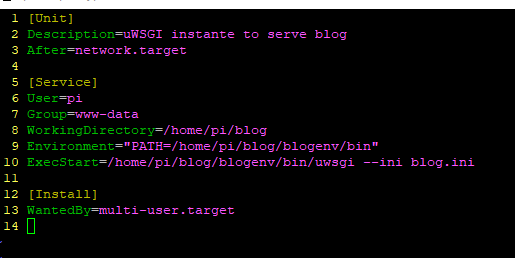 1 [Unit]
2 Description=uWSGI instante to serve blog
3 After=network.target
4
5 [Service]
6 User=pi
7 Group=www-data
8 WorkingDirectory=/home/pi/blog
9 Environment="PATH=/home/pi/blog/blogenv/bin"
10 ExecStart=/home/pi/blog/blogenv/bin/uwsgi --ini blog.ini
11
12 [Install]
13 WantedBy=multi-user.target
14